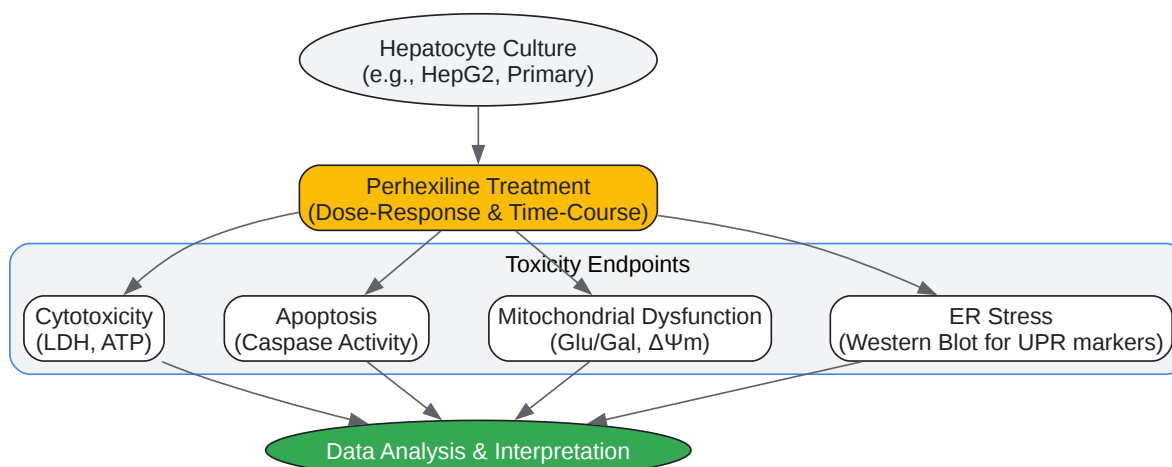 Hepatocyte Culture
(e.g., HepG2, Primary)
Perhexiline Treatment
(Dose-Response & Time-Course)
Toxicity Endpoints
Cytotoxicity
(LDH, ATP)
Apoptosis
(Caspase Activity)
Mitochondrial Dysfunction
(Glu/Gal, ΔΨm)
ER Stress
(Western Blot for UPR markers)
Data Analysis & Interpretation